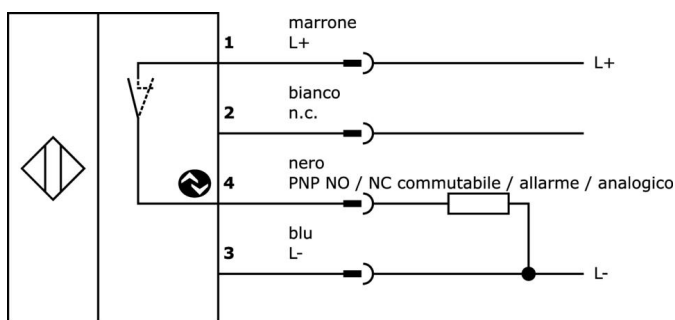 marrone
1 L+
L+
bianco
2 n.c.
nero
4 PNP NO / NC commutabile / allarme / analogico
blu
3 L-
L-